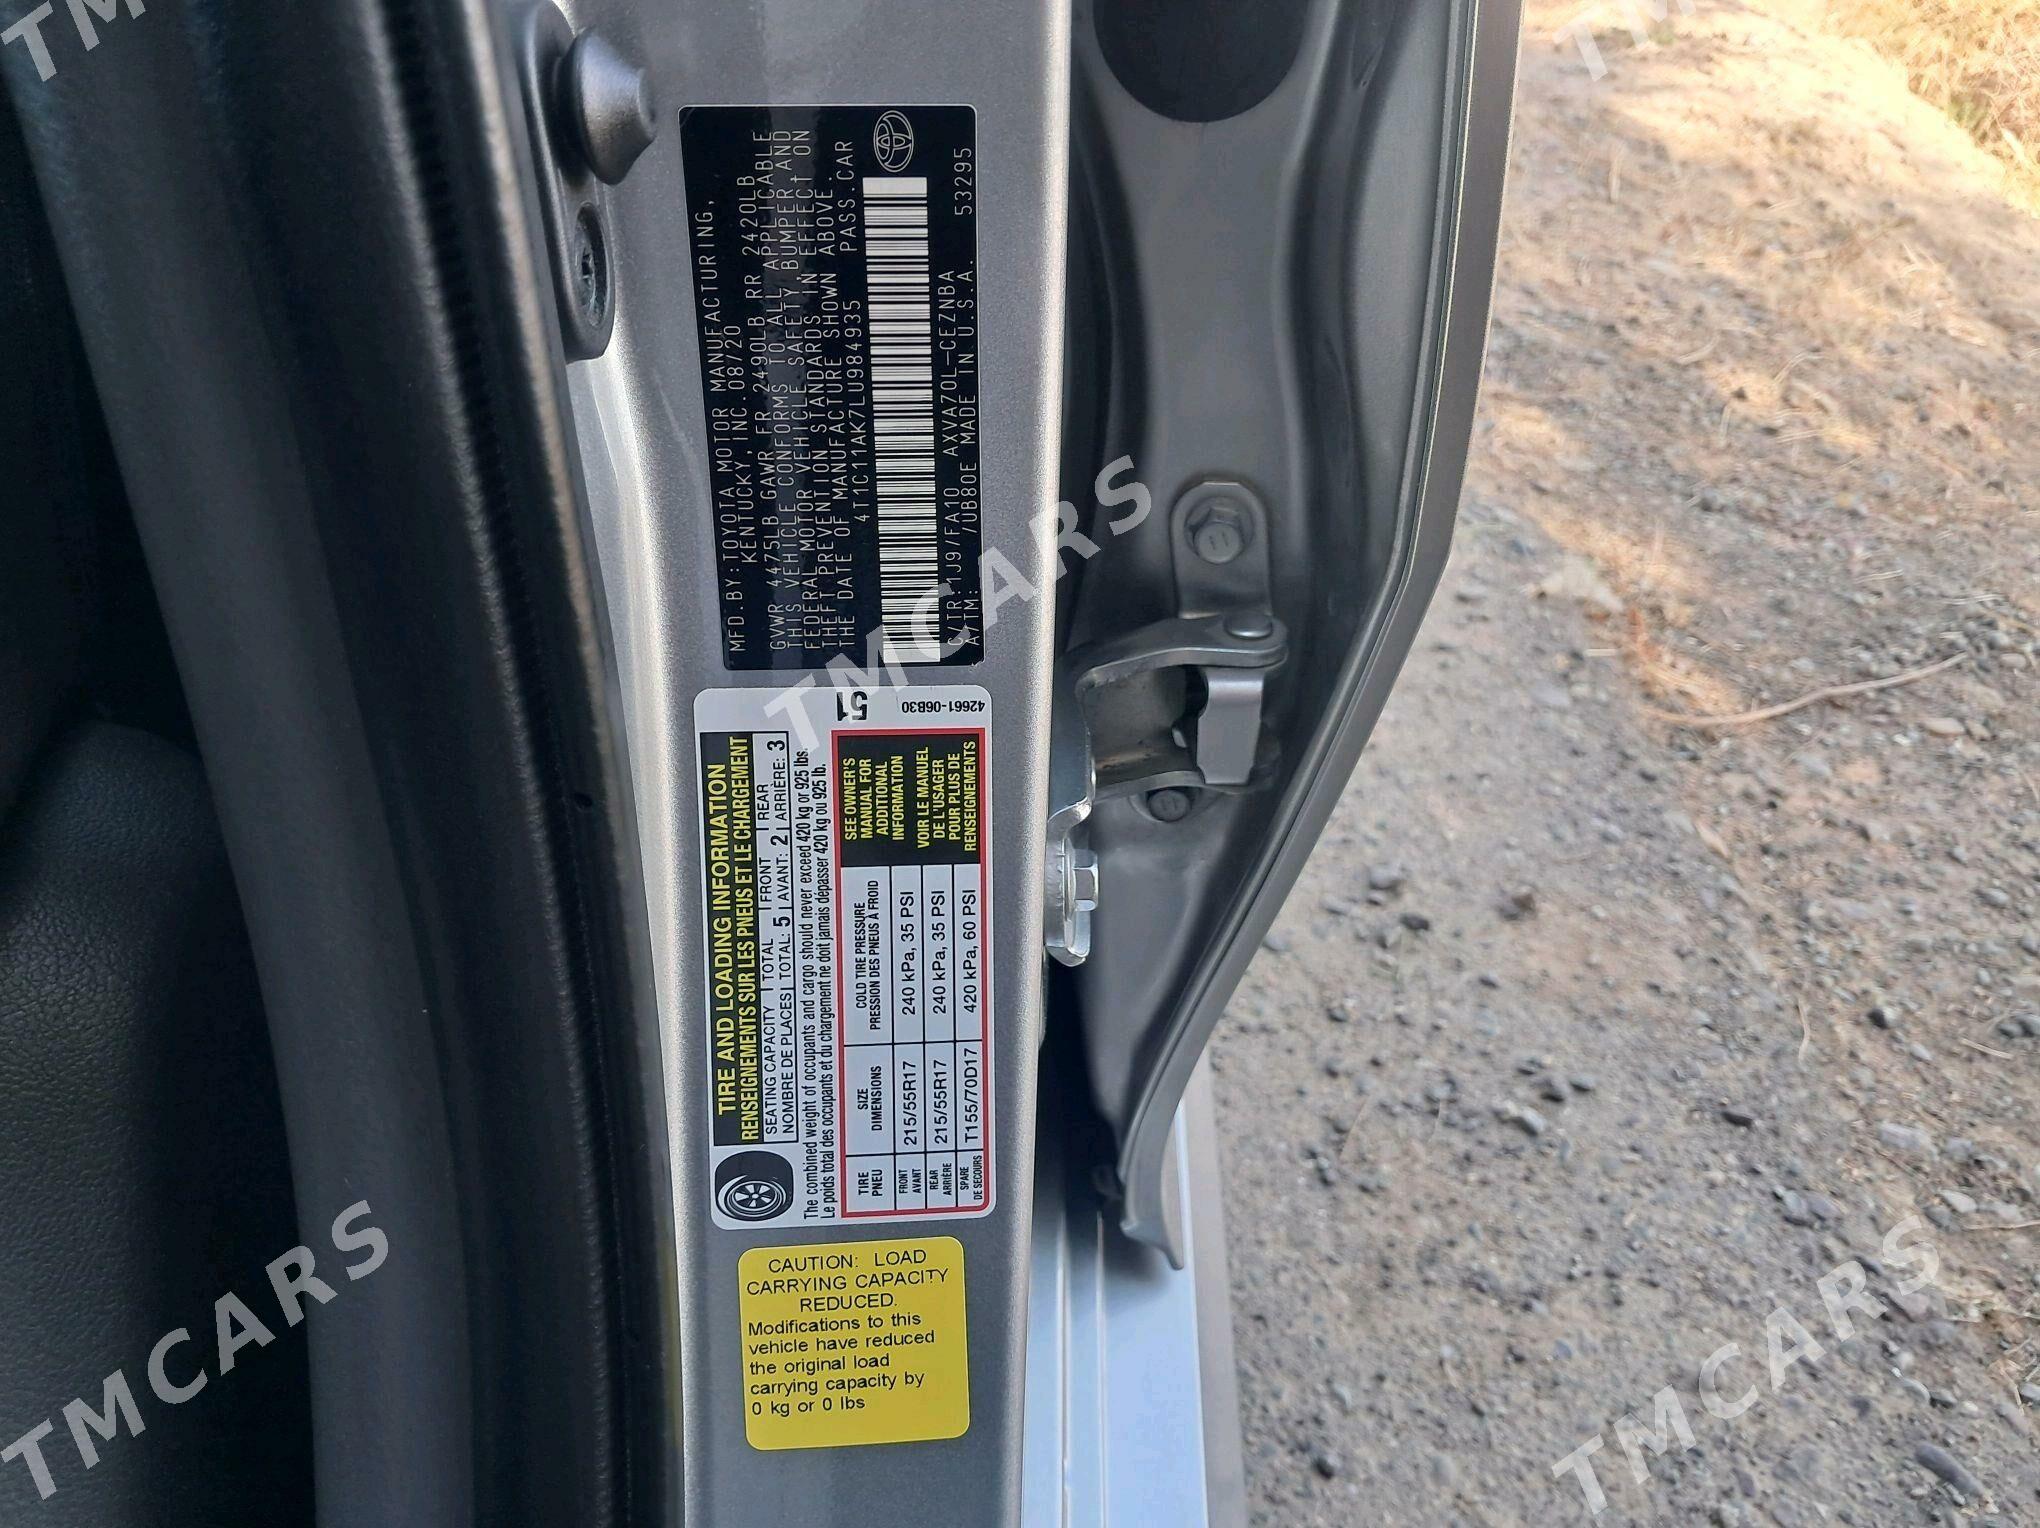 MFD.BY:TOYOTA MOTOR MANUFACTURING,
KENTUCKY, INC.08/20
GVWR 4475LB GAWR FR 2490LB RR 2420LB
THIS VEHICLE CONFORMS TO ALL APPLICABLE
FEDERAL MOTOR VEHICLE SAFETY,BUMPER,AND
THEFT PREVENTION STANDARDS IN EFFECT ON
THE DATE OF MANUFACTURE SHOWN ABOVE.
4T1C11AK7LU984935 PASS.CAR
C/TR:1J9/FA10 AXVA70L-CEZNBA 53295
A/TM: /UB80E MADE IN U.S.A.
TIRE AND LOADING INFORMATION
RENSEIGNEMENTS SUR LES PNEUS ET LE CHARGEMENT
SEATING CAPACITY TOTAL FRONT REAR
NOMBRE DE PLACES TOTAL: 5 AVANT: 2 ARRIÈRE: 3
The combined weight of occupants and cargo should never exceed 420 kg or 925 lbs.
Le poids total des occupants et du chargement ne doit jamais dépasser 420 kg ou 925 lb.
51
42661-06B30
TIRE SIZE COLD TIRE PRESSURE
PNEU DIMENSIONS PRESSION DES PNEUS À FROID
FRONT
AVANT 215/55R17 240 kPa, 35 PSI
REAR
ARRIÈRE 215/55R17 240 kPa, 35 PSI
SPARE
DE SECOURS T155/70D17 420 kPa, 60 PSI
SEE OWNER'S
MANUAL FOR
ADDITIONAL
INFORMATION
VOIR LE MANUEL
DE L'USAGER
POUR PLUS DE
RENSEIGNEMENTS
CAUTION: LOAD
CARRYING CAPACITY
REDUCED.
Modifications to this
vehicle have reduced
the original load
carrying capacity by
0 kg or 0 lbs
TMCARS
TMCARS
TMCARS